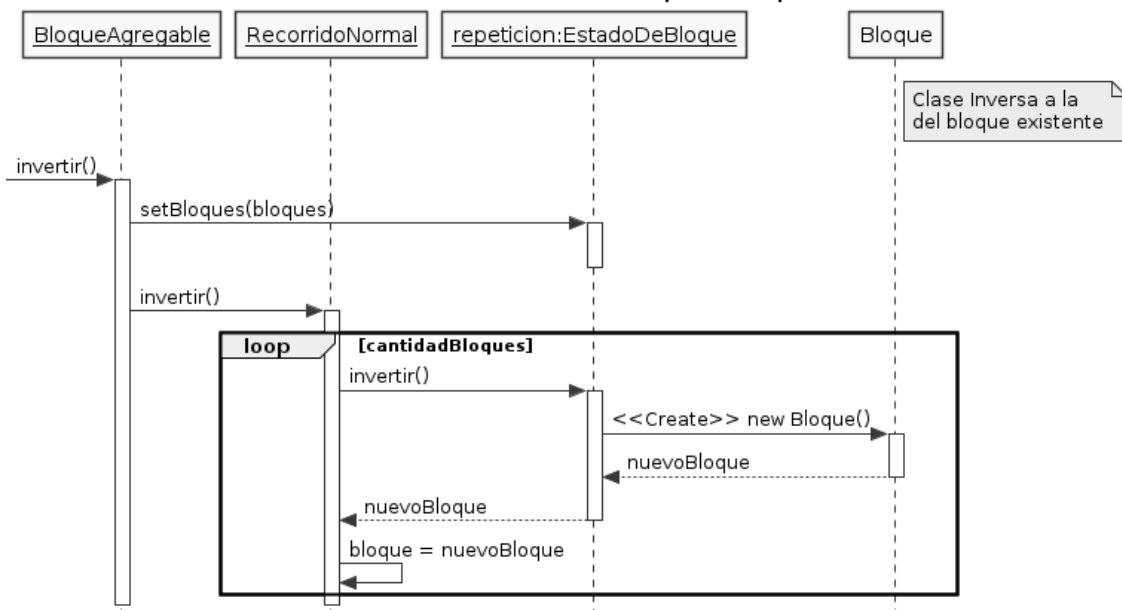 BloqueAgregable
RecorridoNormal
repeticion:EstadoDeBloque
Bloque
Clase Inversa a la
del bloque existente
invertir()
setBloques(bloques)
invertir()
loop
[cantidadBloques]
invertir()
<<Create>> new Bloque()
nuevoBloque
nuevoBloque
bloque = nuevoBloque